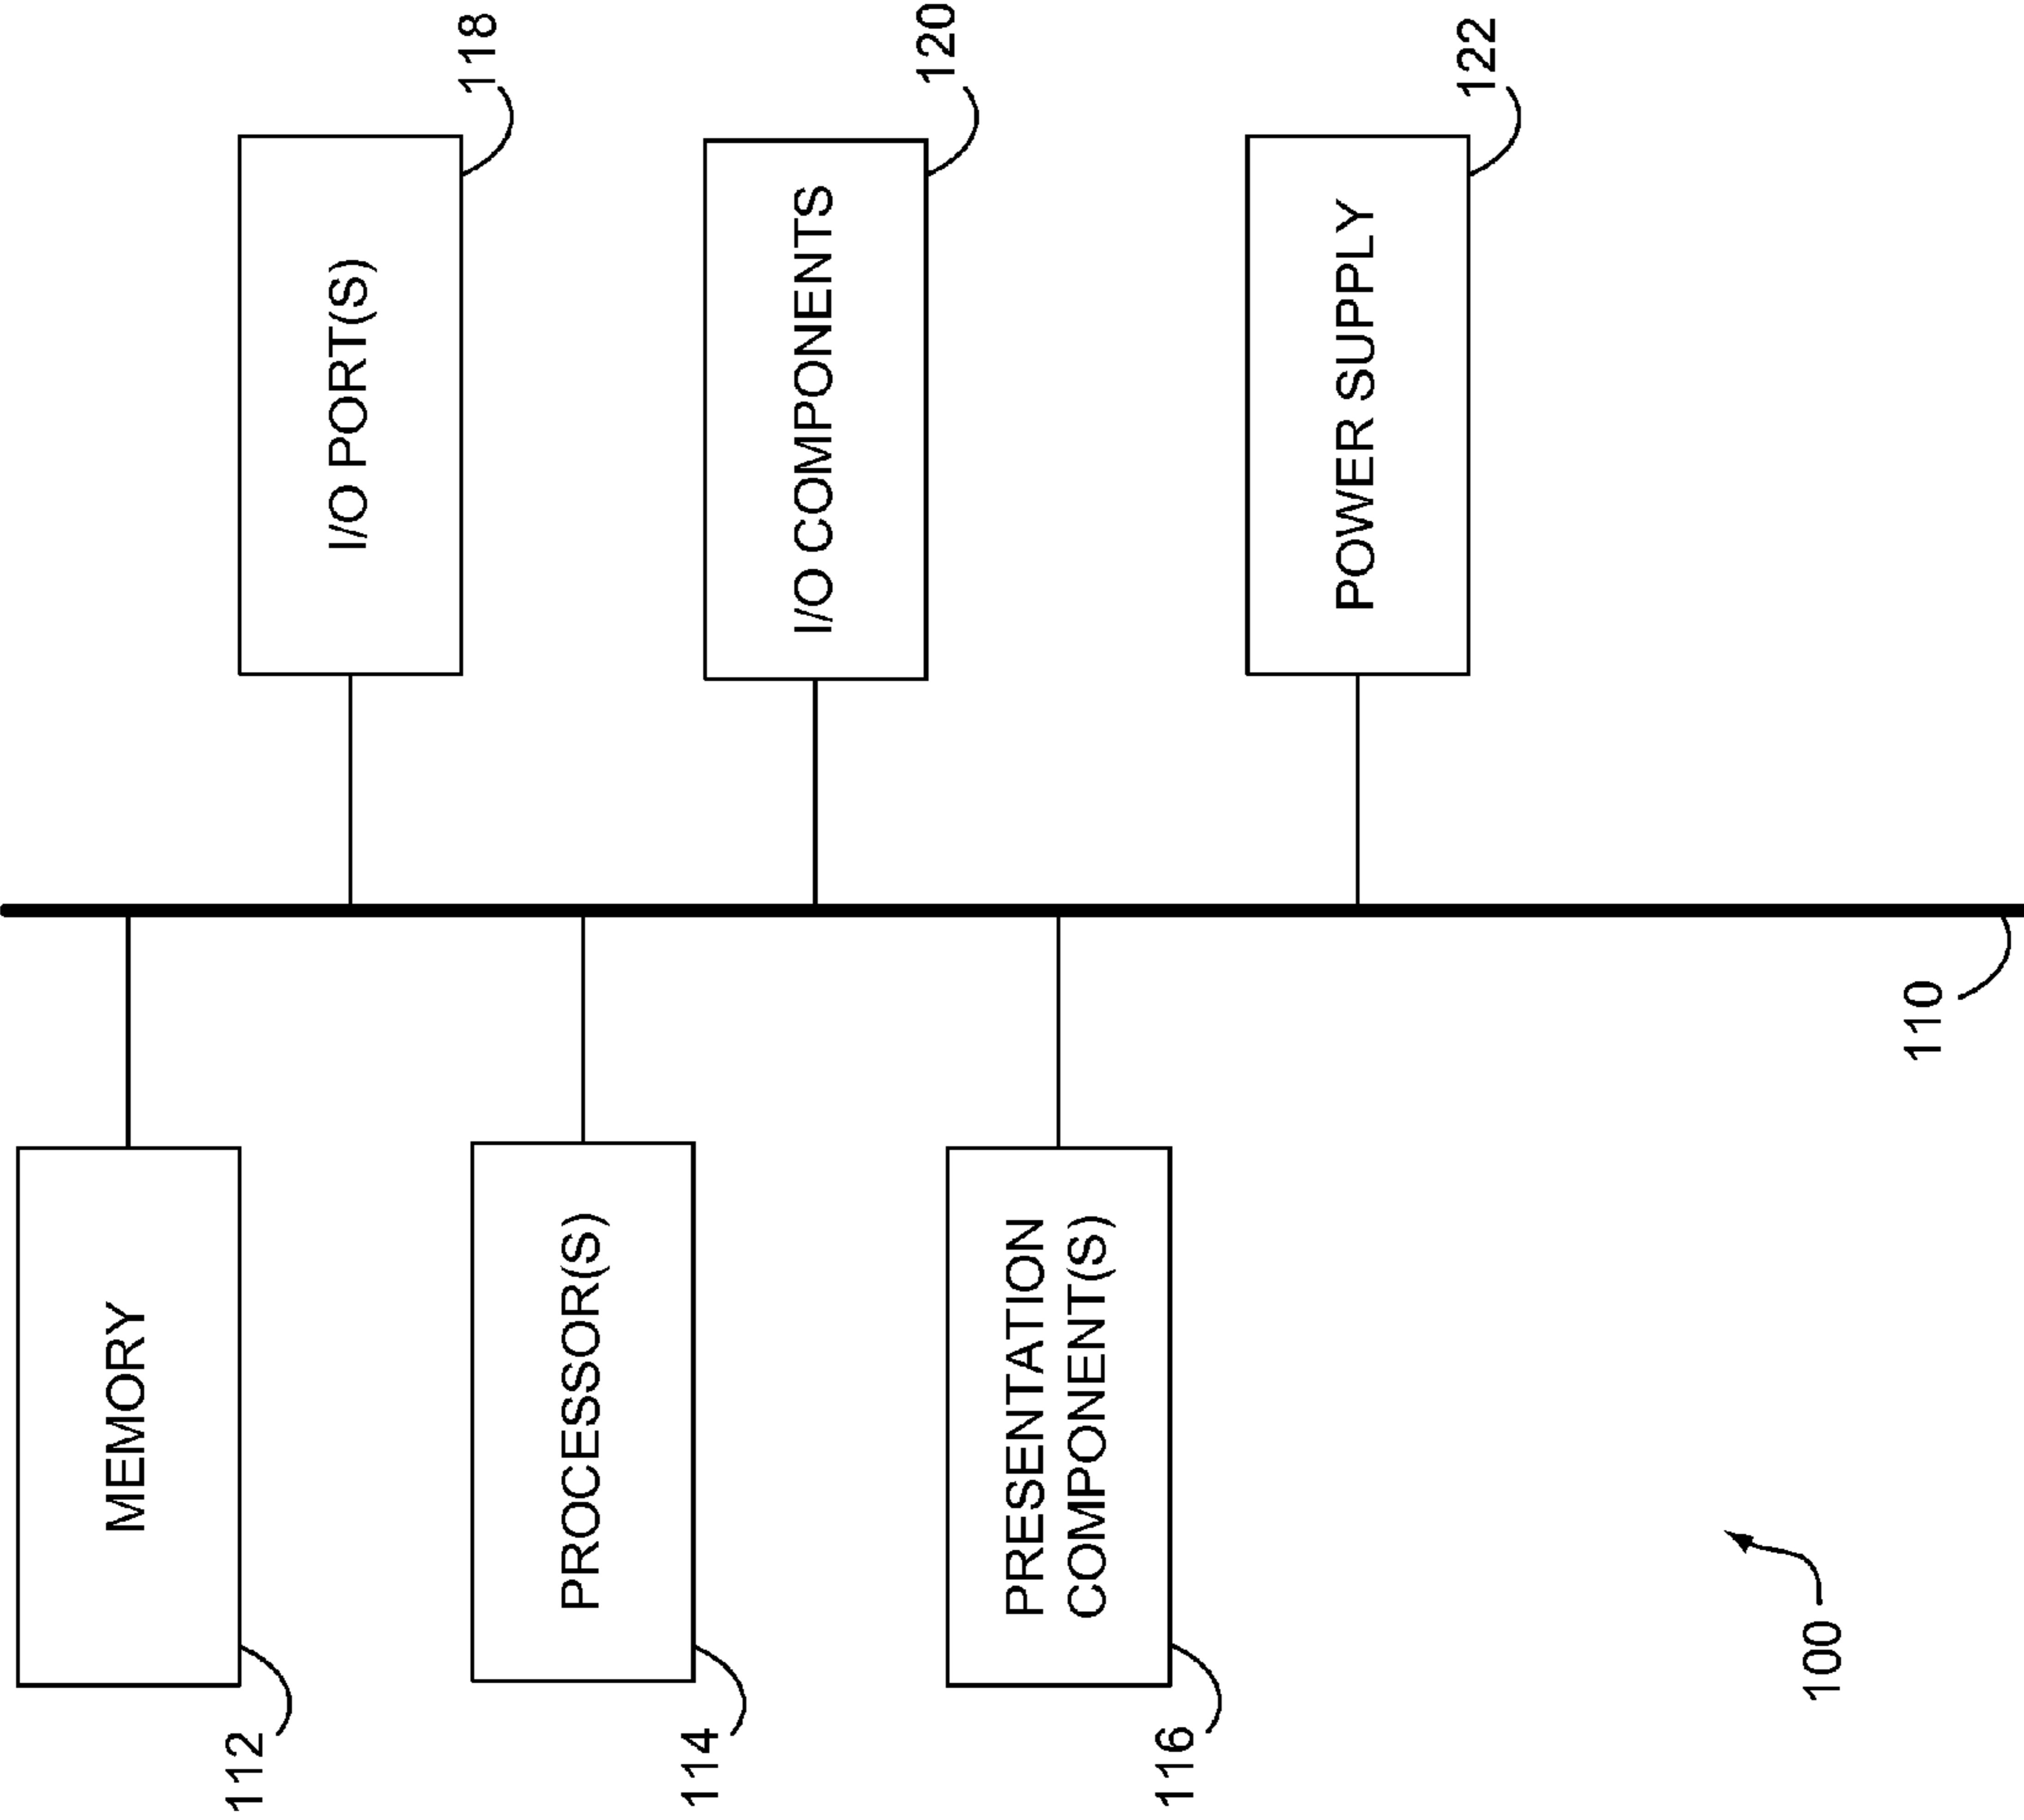 MEMORY
112
I/O PORT(S)
118
PROCESSOR(S)
114
I/O COMPONENTS
120
PRESENTATION
COMPONENT(S)
116
POWER SUPPLY
122
110
100